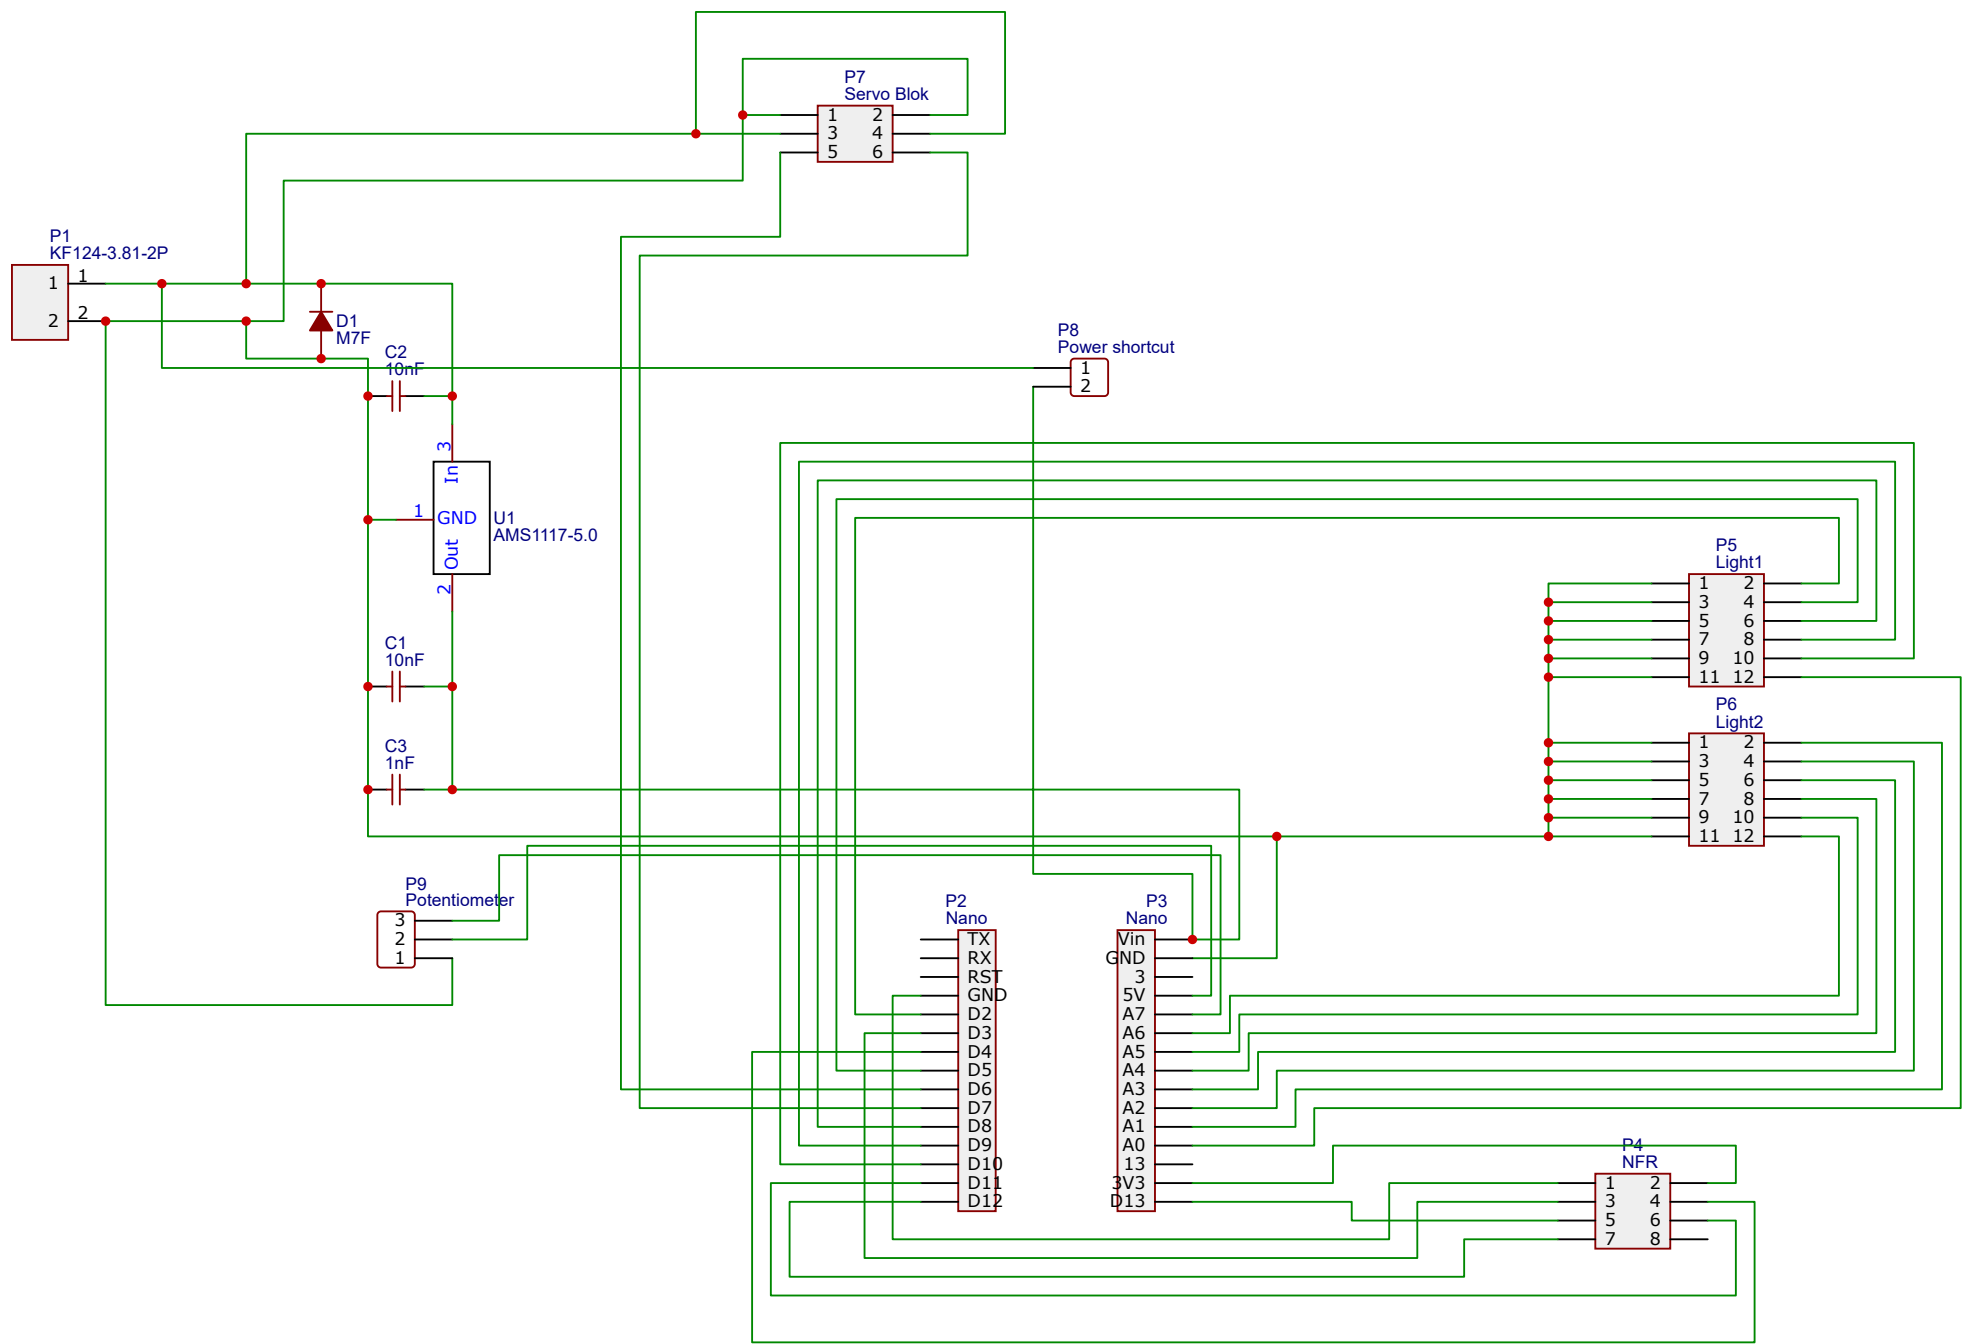 P7
Servo Blok
1 2
3 4
5 6
P1
KF124-3.81-2P
1 1
2 2
D1
M7F
C2
10nF
P8
Power shortcut
1
2
3
In
1 GND
U1
AMS1117-5.0
Out
2
P5
Light1
1 2
3 4
5 6
7 8
9 10
11 12
C1
10nF
P6
Light2
1 2
3 4
5 6
7 8
9 10
11 12
C3
1nF
P9
Potentiometer
3
2
1
P2
Nano
TX
RX
RST
GND
D2
D3
D4
D5
D6
D7
D8
D9
D10
D11
D12
P3
Nano
Vin
GND
3
5V
A7
A6
A5
A4
A3
A2
A1
A0
13
3V3
D13
P4
NFR
1 2
3 4
5 6
7 8